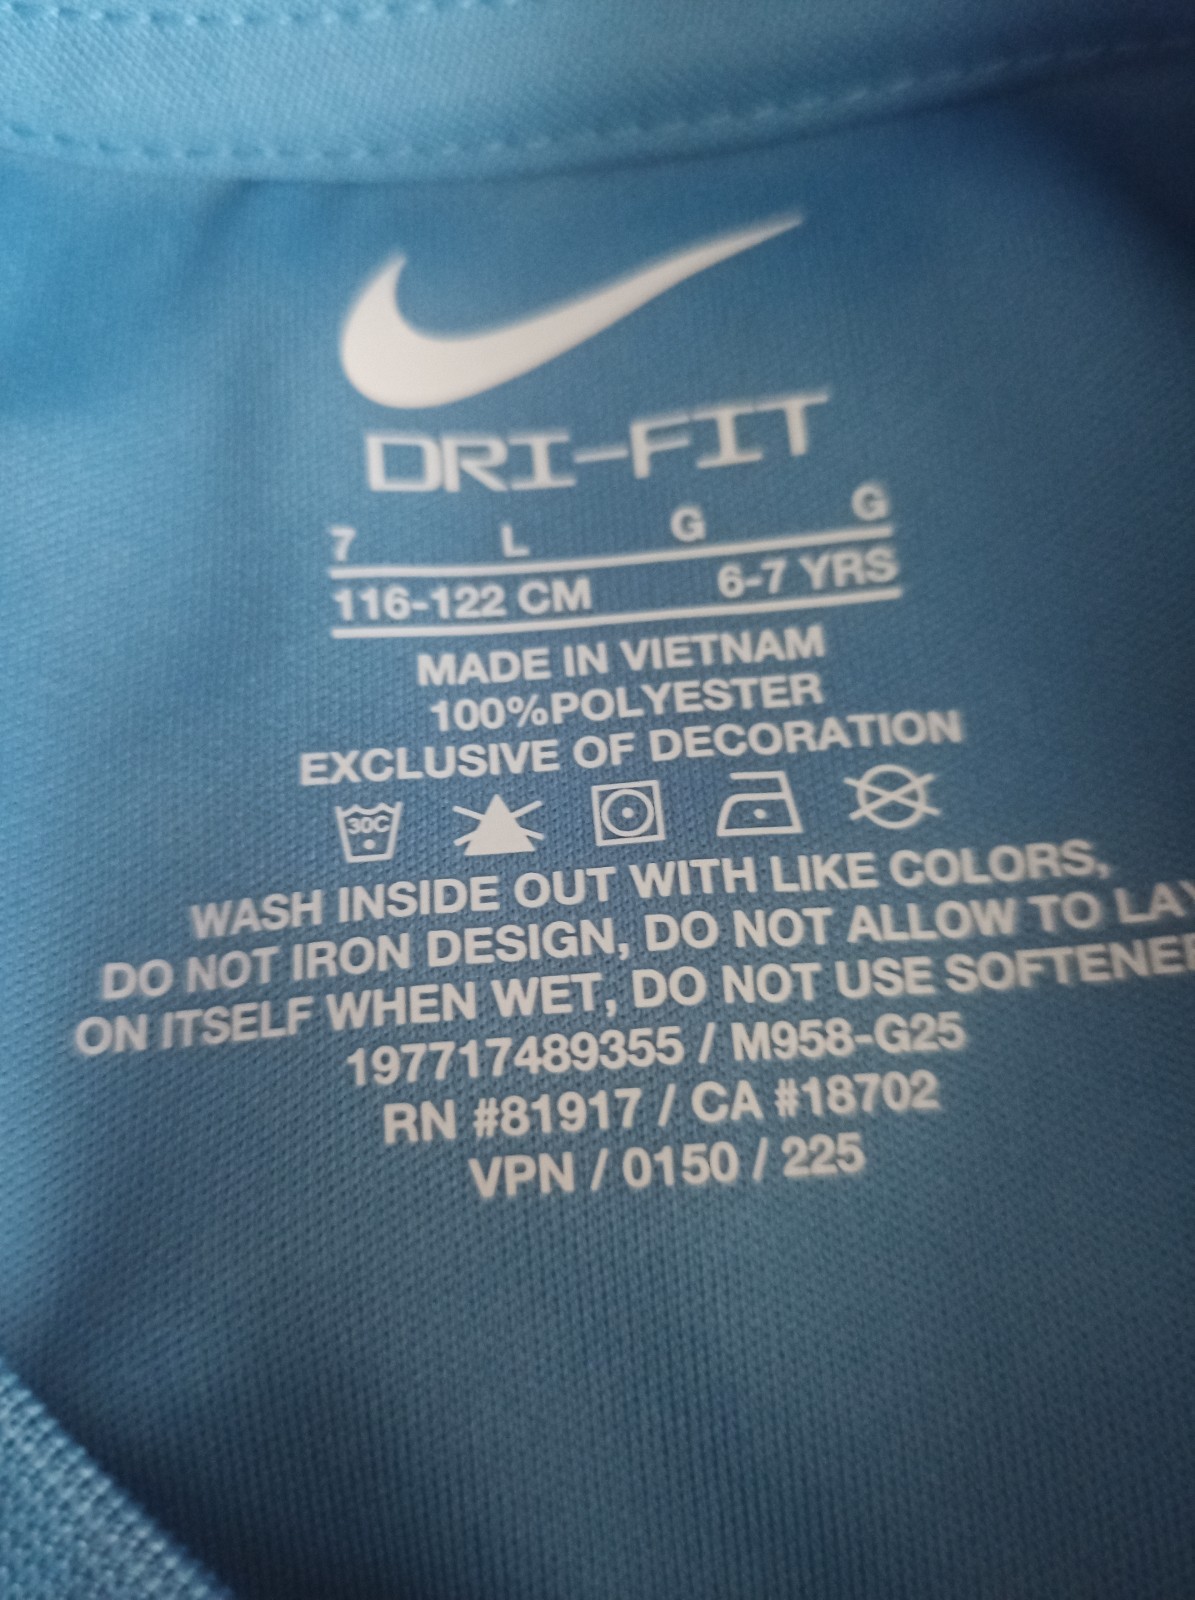 DRI-FIT
7 L G G
116-122 CM 6-7 YRS
MADE IN VIETNAM
100%POLYESTER
EXCLUSIVE OF DECORATION
30C
WASH INSIDE OUT WITH LIKE COLORS,
DO NOT IRON DESIGN, DO NOT ALLOW TO LAY
ON ITSELF WHEN WET, DO NOT USE SOFTENER
197717489355 / M958-G25
RN #81917 / CA #18702
VPN / 0150 / 225